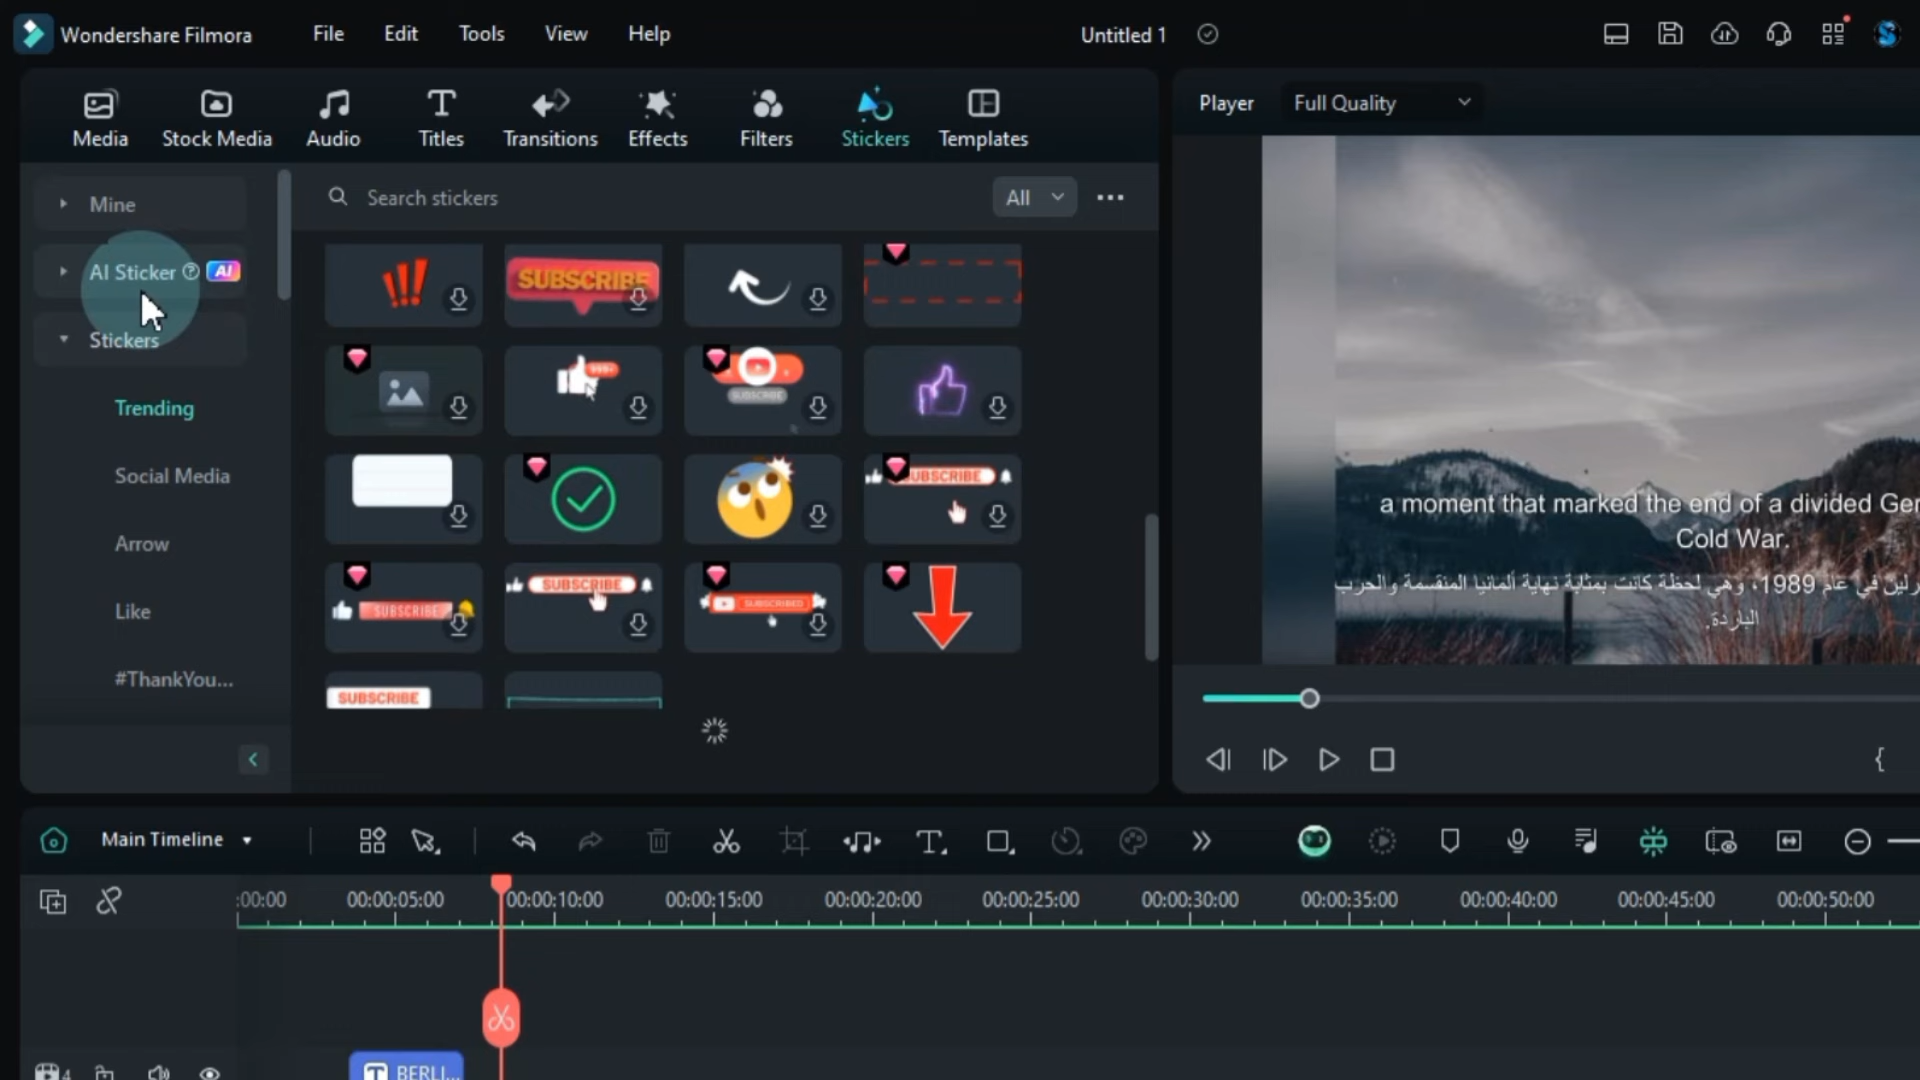 Wondershare Filmora File Edit Tools View Help Untitled 1
Media Stock Media Audio Titles Transitions Effects Filters Stickers Templates
Player Full Quality
Mine
Search stickers All
AI Sticker AI
Stickers
Trending
Social Media
Arrow
Like
#ThankYou...
SUBSCRIBE
999+
SUBSCRIBE
SUBSCRIBE
SUBSCRIBE
SUBSCRIBE
SUBSCRIBED
SUBSCRIBE
a moment that marked the end of a divided Ger
Cold War.
رلين في عام 1989، وهي لحظة كانت بمثابة نهاية ألمانيا المنقسمة والحرب
الباردة.
{
Main Timeline
:00:00 00:00:05:00 00:00:10:00 00:00:15:00 00:00:20:00 00:00:25:00 00:00:30:00 00:00:35:00 00:00:40:00 00:00:45:00 00:00:50:00
4
T BERLI...